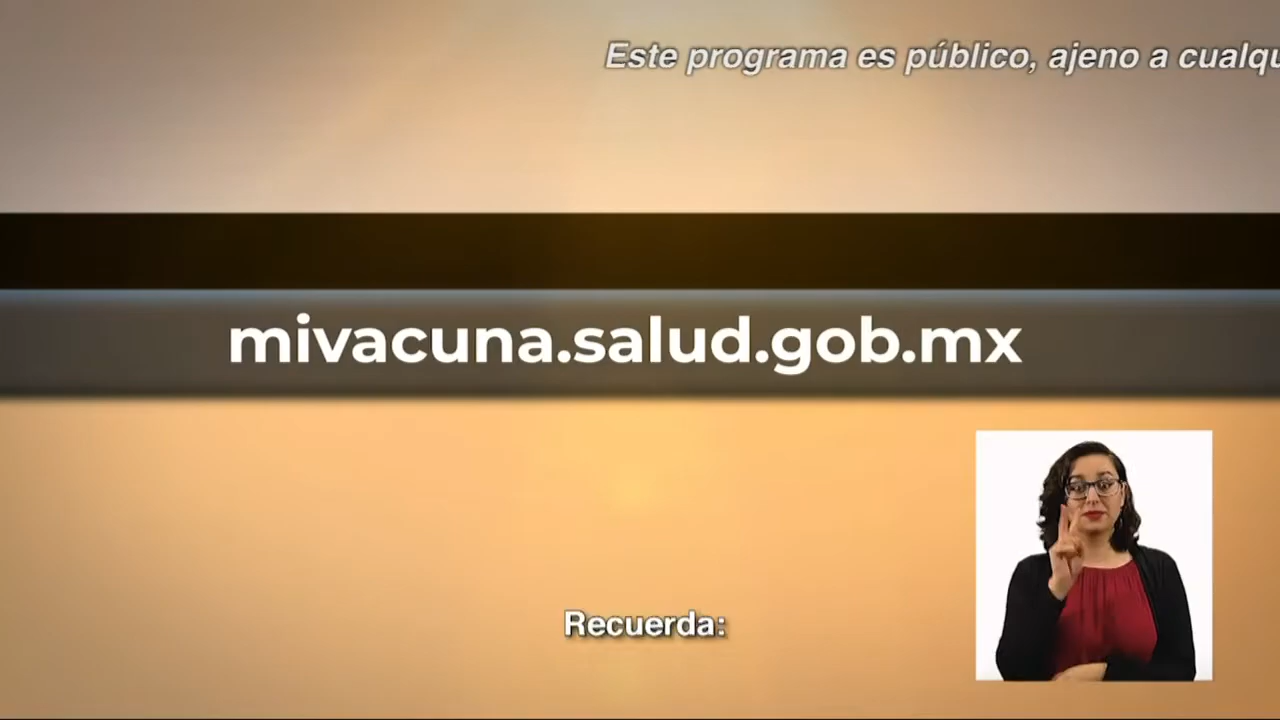 Este programa es público, ajeno a
mivacuna.salud.gob.mx
Recuerda: